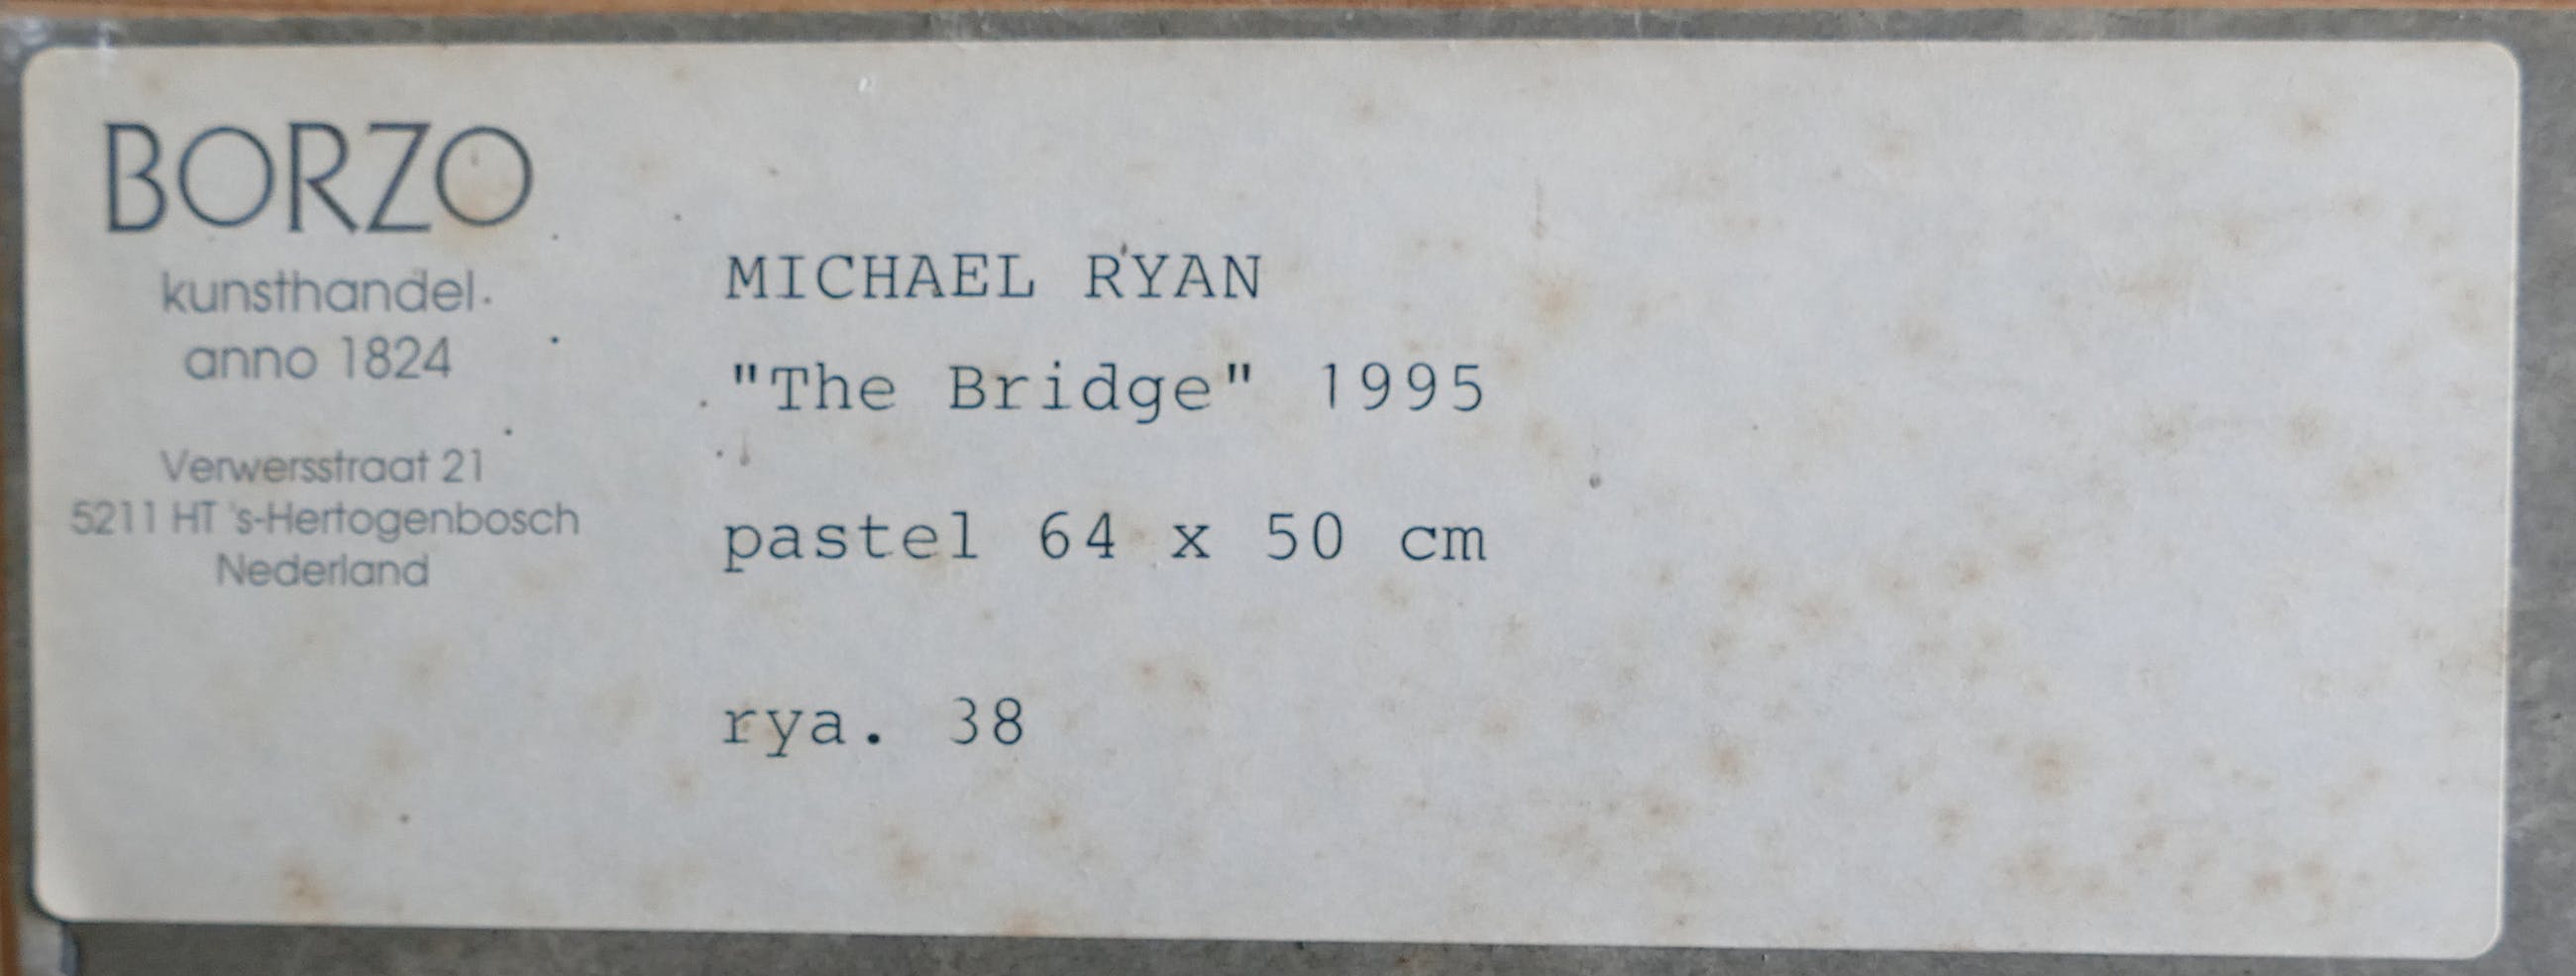 BORZO
kunsthandel
anno 1824
Verwersstraat 21
5211 HT 's-Hertogenbosch
Nederland
MICHAEL RYAN
"The Bridge" 1995
pastel 64 x 50 cm
rya. 38